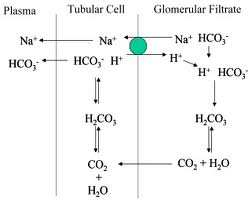 Plasma Tubular Cell Glomerular Filtrate
Na⁺ Na⁺ Na⁺ HCO₃⁻
HCO₃⁻ HCO₃⁻ H⁺ H⁺
H⁺ HCO₃⁻
H₂CO₃ H₂CO₃
CO₂ CO₂ + H₂O
+
H₂O